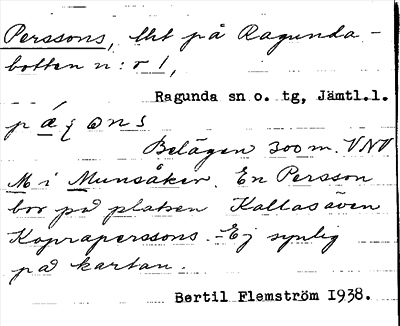 Perssons, lht på Ragunda-
botten n:r 1,
Ragunda sn o. tg, Jämtl.l.
Belägen 300 m. VNV
M i Munsåker. En Persson
bor på platsen Kallas även
Kopraperssons. - Ej synlig
på kartan.
Bertil Flemström 1938.